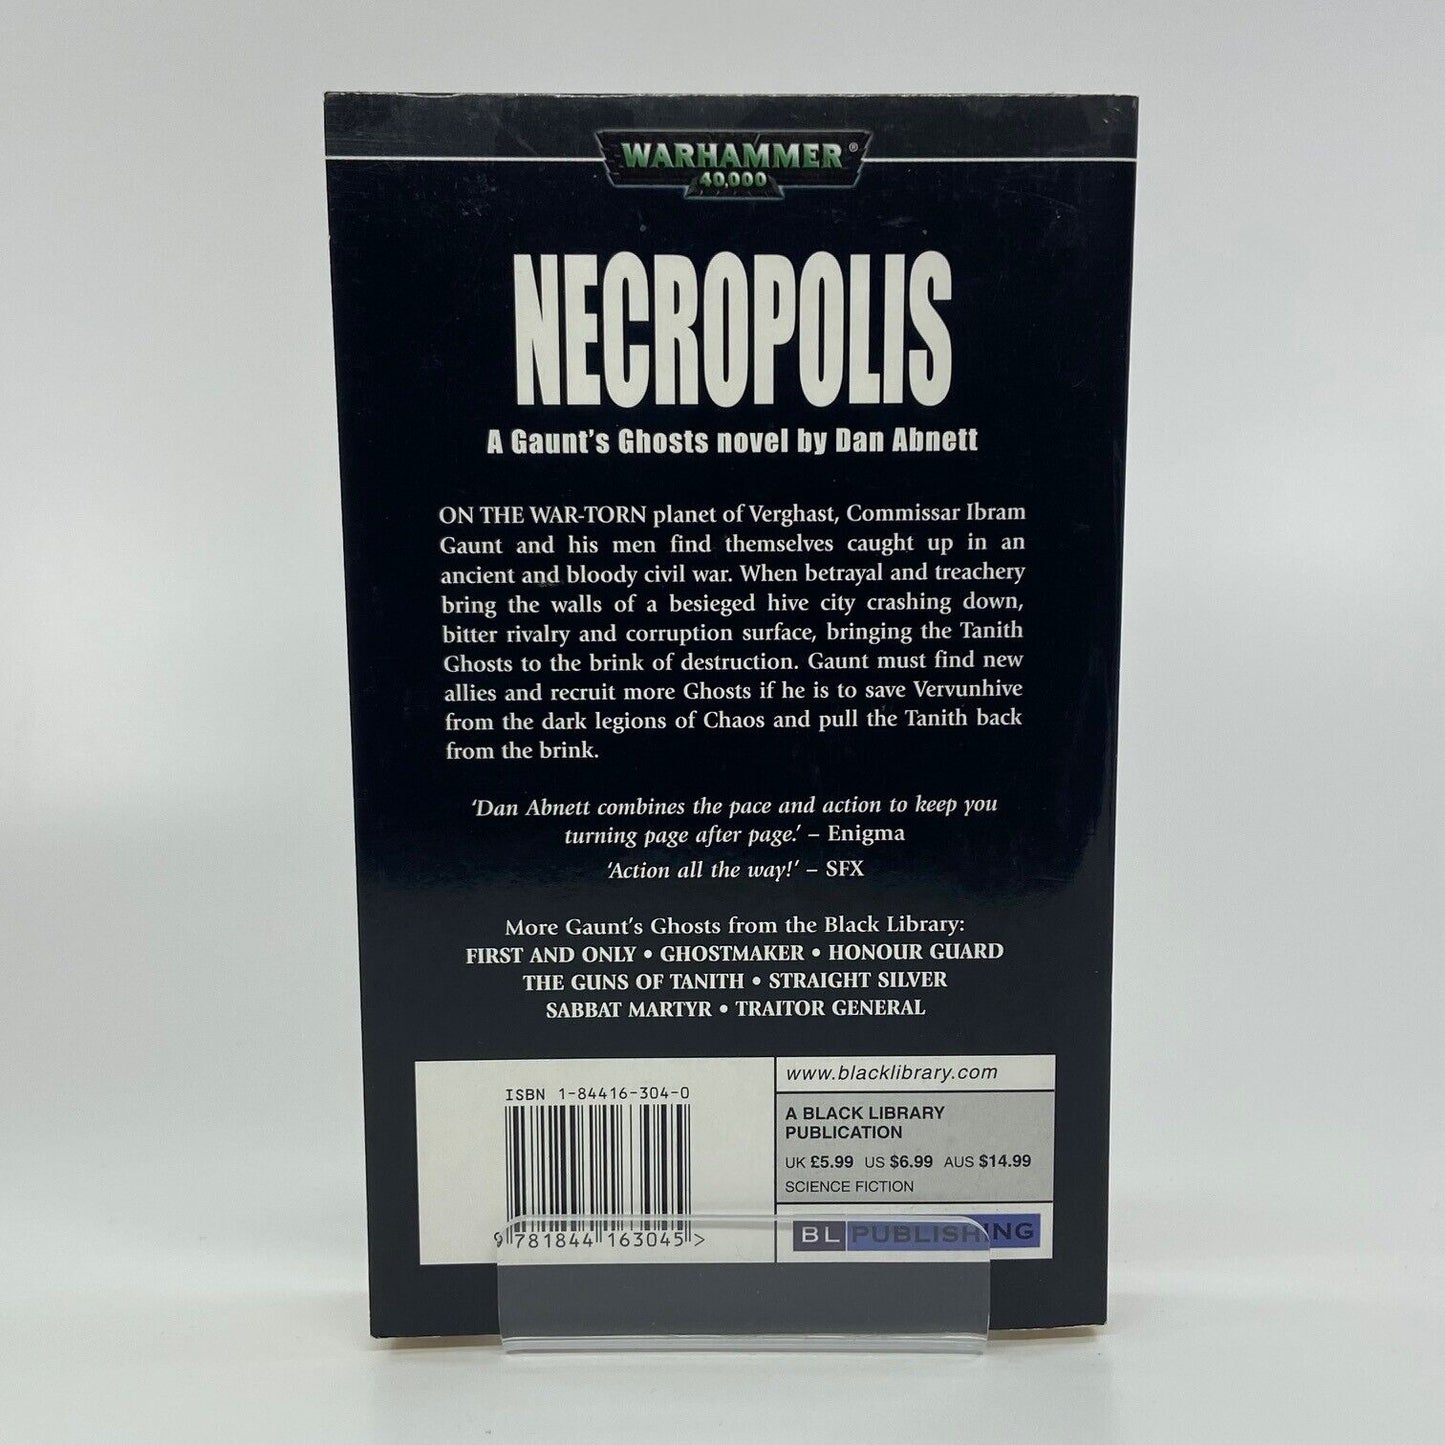 WARHAMMER®
40,000
NECROPOLIS
A Gaunt's Ghosts novel by Dan Abnett
ON THE WAR-TORN planet of Verghast, Commissar Ibram
Gaunt and his men find themselves caught up in an
ancient and bloody civil war. When betrayal and treachery
bring the walls of a besieged hive city crashing down,
bitter rivalry and corruption surface, bringing the Tanith
Ghosts to the brink of destruction. Gaunt must find new
allies and recruit more Ghosts if he is to save Vervunhive
from the dark legions of Chaos and pull the Tanith back
from the brink.
'Dan Abnett combines the pace and action to keep you
turning page after page.' – Enigma
'Action all the way!' – SFX
More Gaunt's Ghosts from the Black Library:
FIRST AND ONLY • GHOSTMAKER • HONOUR GUARD
THE GUNS OF TANITH • STRAIGHT SILVER
SABBAT MARTYR • TRAITOR GENERAL
ISBN 1-84416-304-0
9 781844 163045 >
www.blacklibrary.com
A BLACK LIBRARY
PUBLICATION
UK £5.99 US $6.99 AUS $14.99
SCIENCE FICTION
BL PUBLISHING